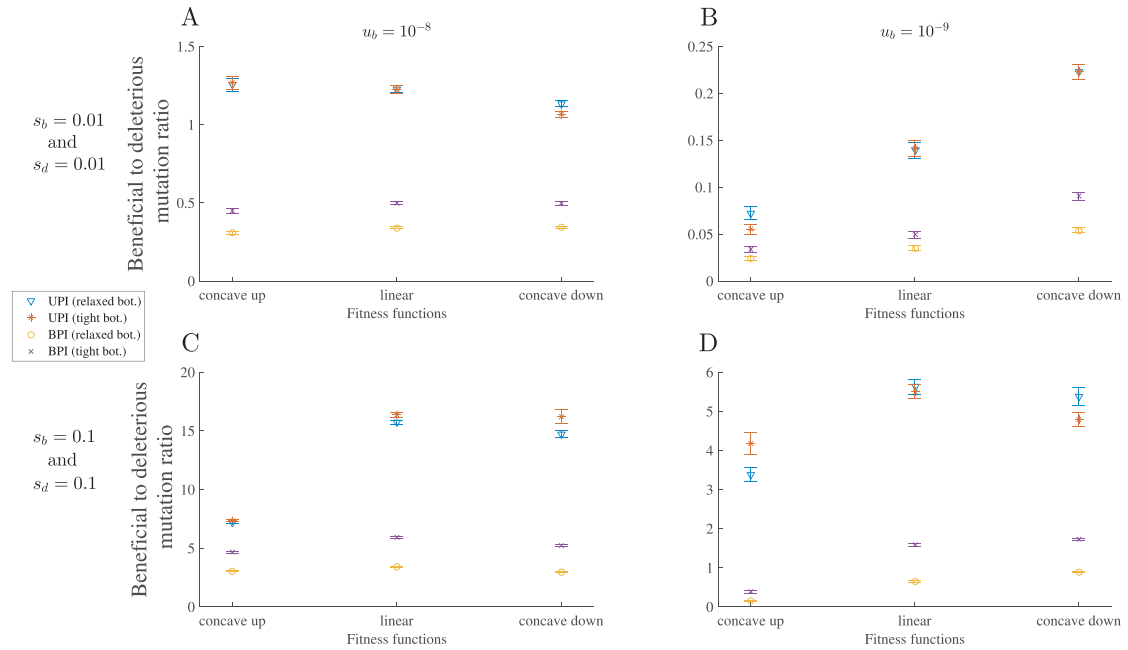 A
B
u_b = 10^{-8}
u_b = 10^{-9}
s_b = 0.01
and
s_d = 0.01
Beneficial to deleterious
mutation ratio
1.5
1
0.5
0
concave up
linear
concave down
Fitness functions
0.25
0.2
0.15
0.1
0.05
0
concave up
linear
concave down
Fitness functions
UPI (relaxed bot.)
UPI (tight bot.)
BPI (relaxed bot.)
BPI (tight bot.)
C
D
s_b = 0.1
and
s_d = 0.1
Beneficial to deleterious
mutation ratio
20
15
10
5
0
concave up
linear
concave down
Fitness functions
6
5
4
3
2
1
0
concave up
linear
concave down
Fitness functions